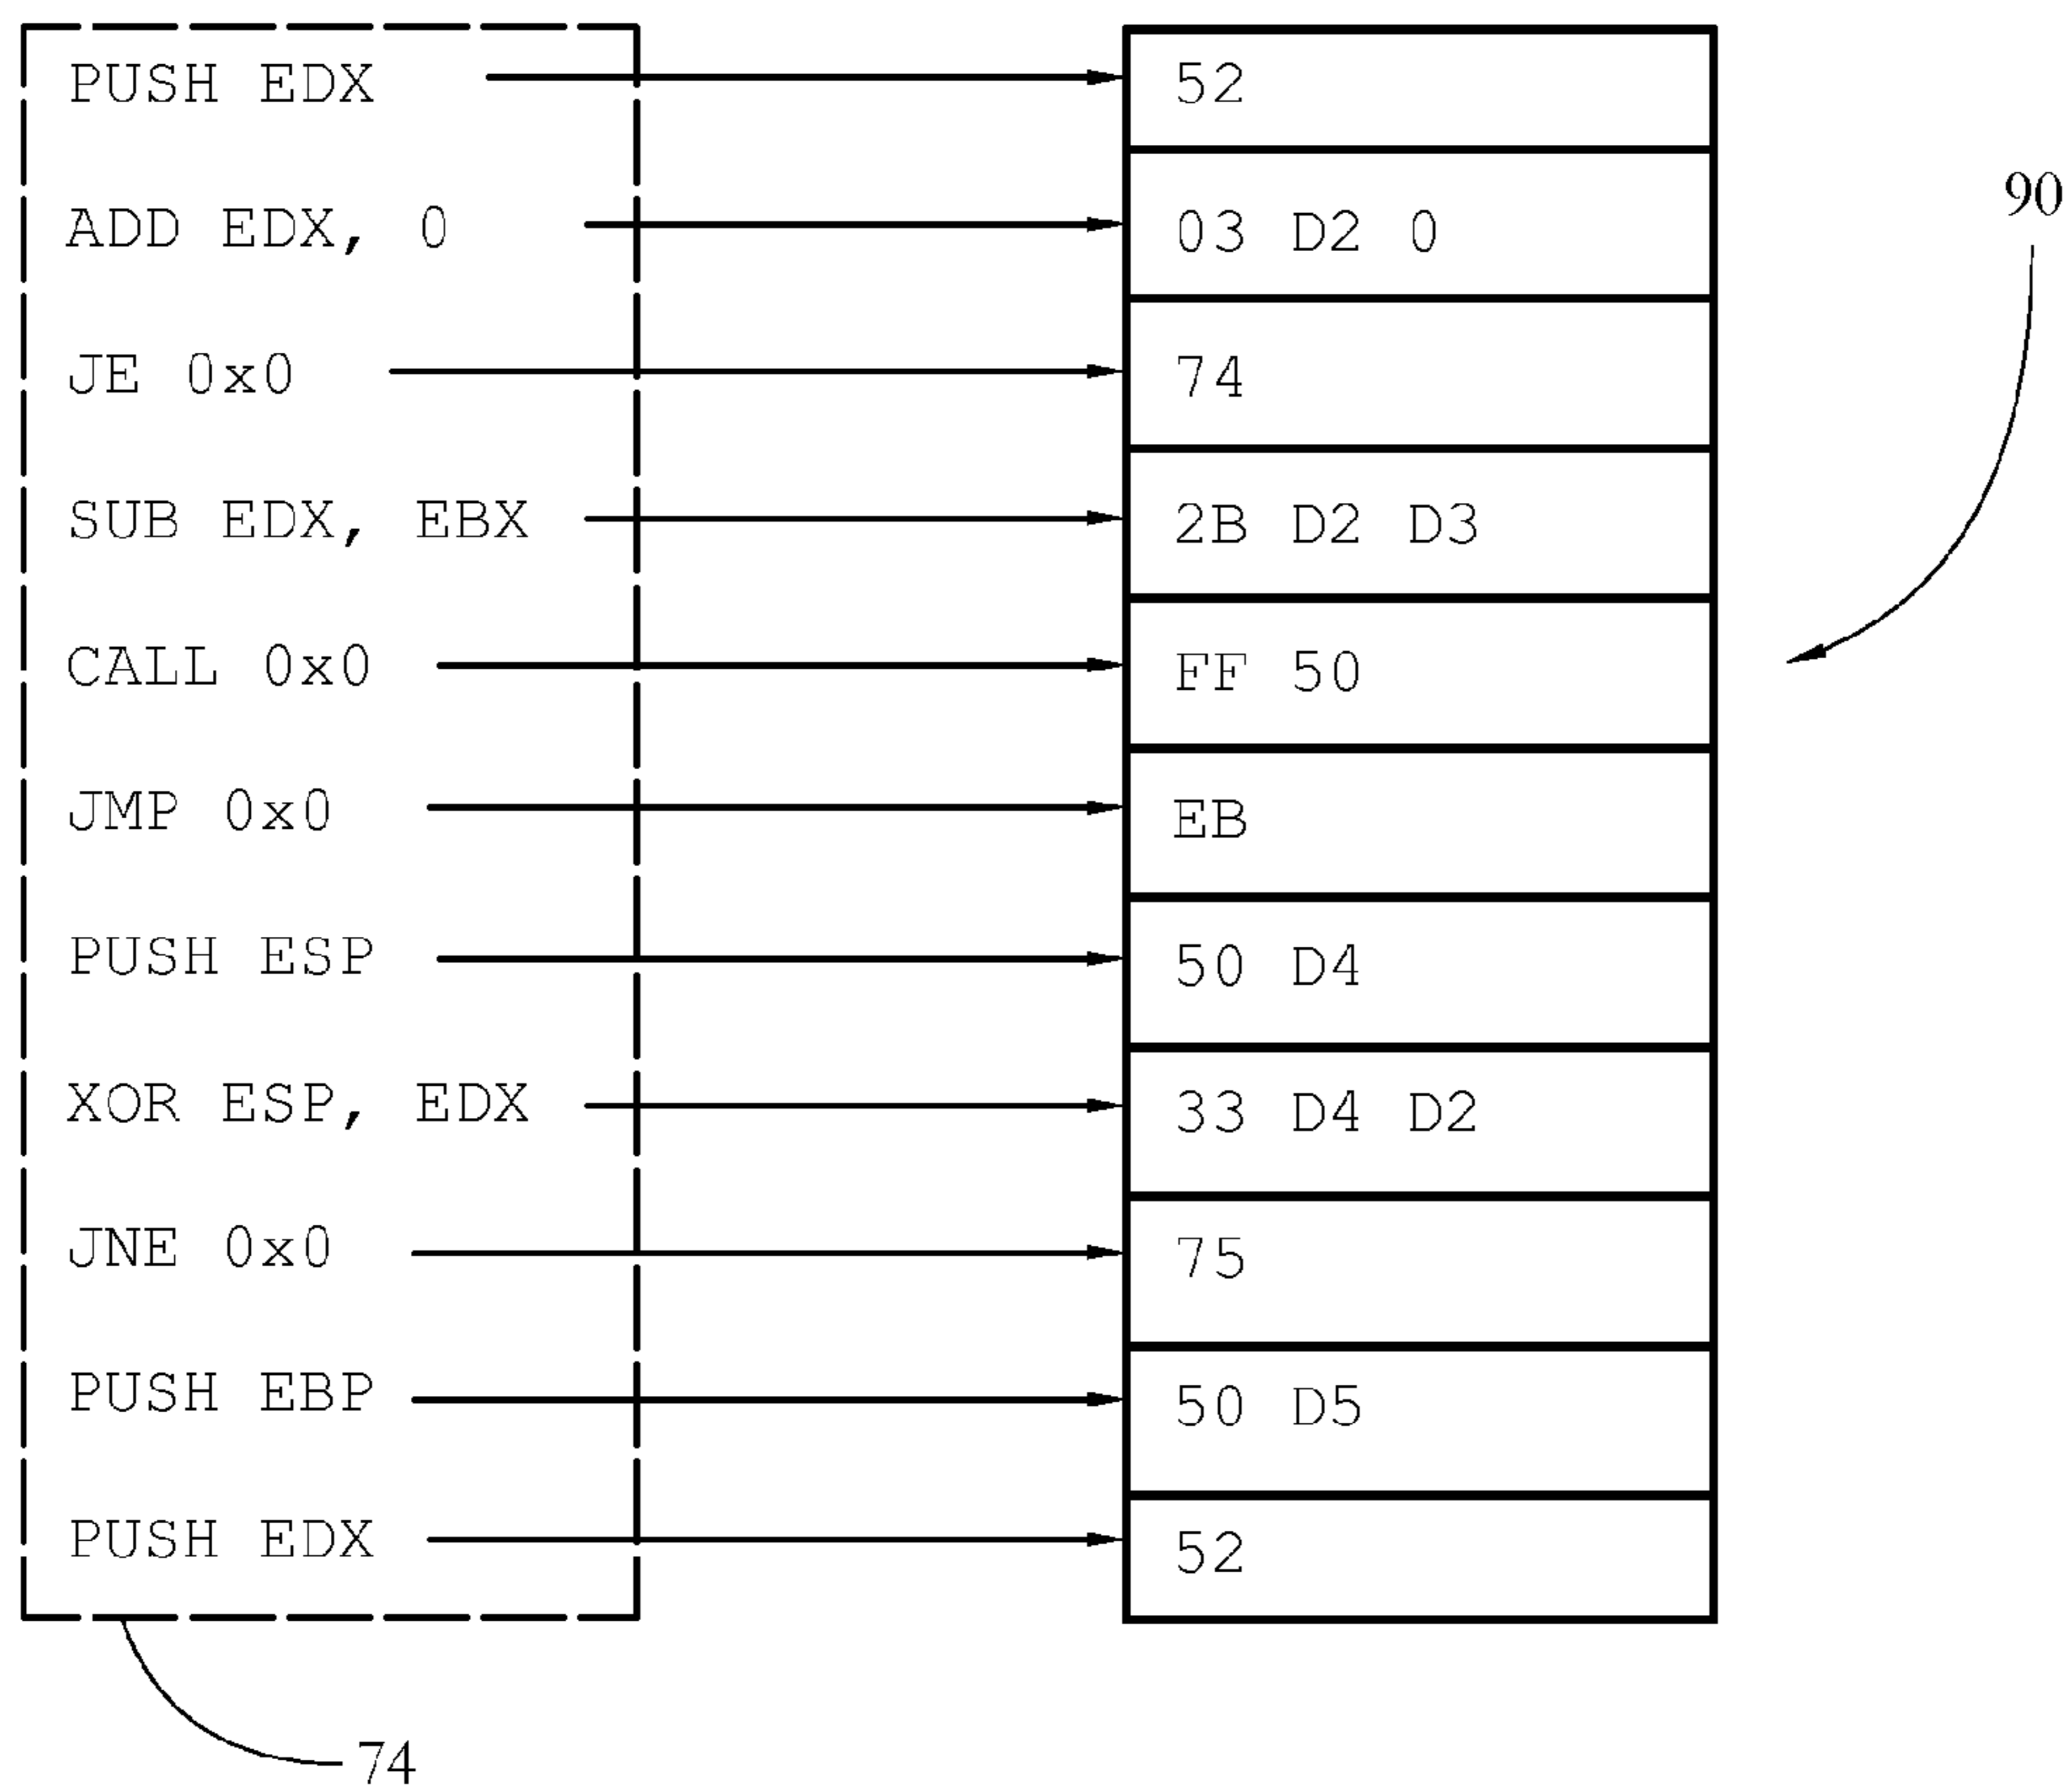 PUSH EDX 52
ADD EDX, 0 03 D2 0
90
JE 0x0 74
SUB EDX, EBX 2B D2 D3
CALL 0x0 FF 50
JMP 0x0 EB
PUSH ESP 50 D4
XOR ESP, EDX 33 D4 D2
JNE 0x0 75
PUSH EBP 50 D5
PUSH EDX 52
74